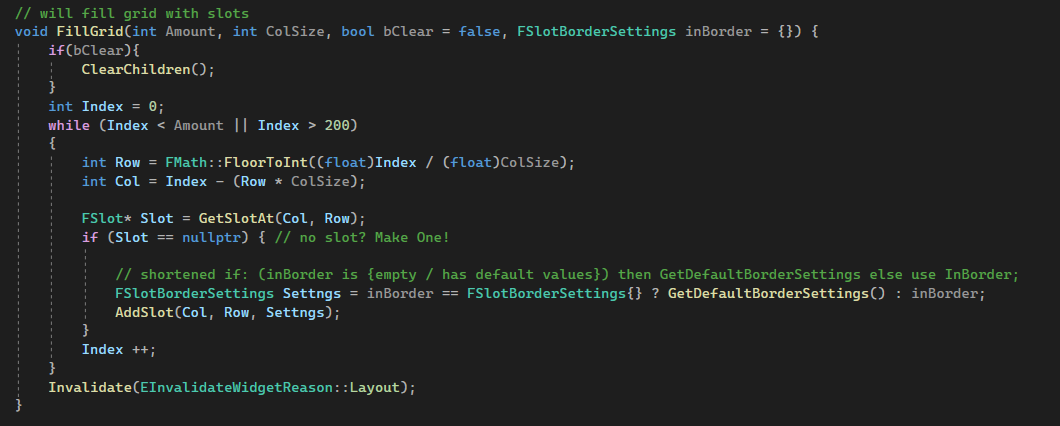 // will fill grid with slots
void FillGrid(int Amount, int ColSize, bool bClear = false, FSlotBorderSettings inBorder = {}) {
    if(bClear){
        ClearChildren();
    }
    int Index = 0;
    while (Index < Amount || Index > 200)
    {
        int Row = FMath::FloorToInt((float)Index / (float)ColSize);
        int Col = Index - (Row * ColSize);

        FSlot* Slot = GetSlotAt(Col, Row);
        if (Slot == nullptr) { // no slot? Make One!

            // shortened if: (inBorder is {empty / has default values}) then GetDefaultBorderSettings else use InBorder;
            FSlotBorderSettings Settngs = inBorder == FSlotBorderSettings{} ? GetDefaultBorderSettings() : inBorder;
            AddSlot(Col, Row, Settngs);
        }
        Index ++;
    }
    Invalidate(EInvalidateWidgetReason::Layout);
}